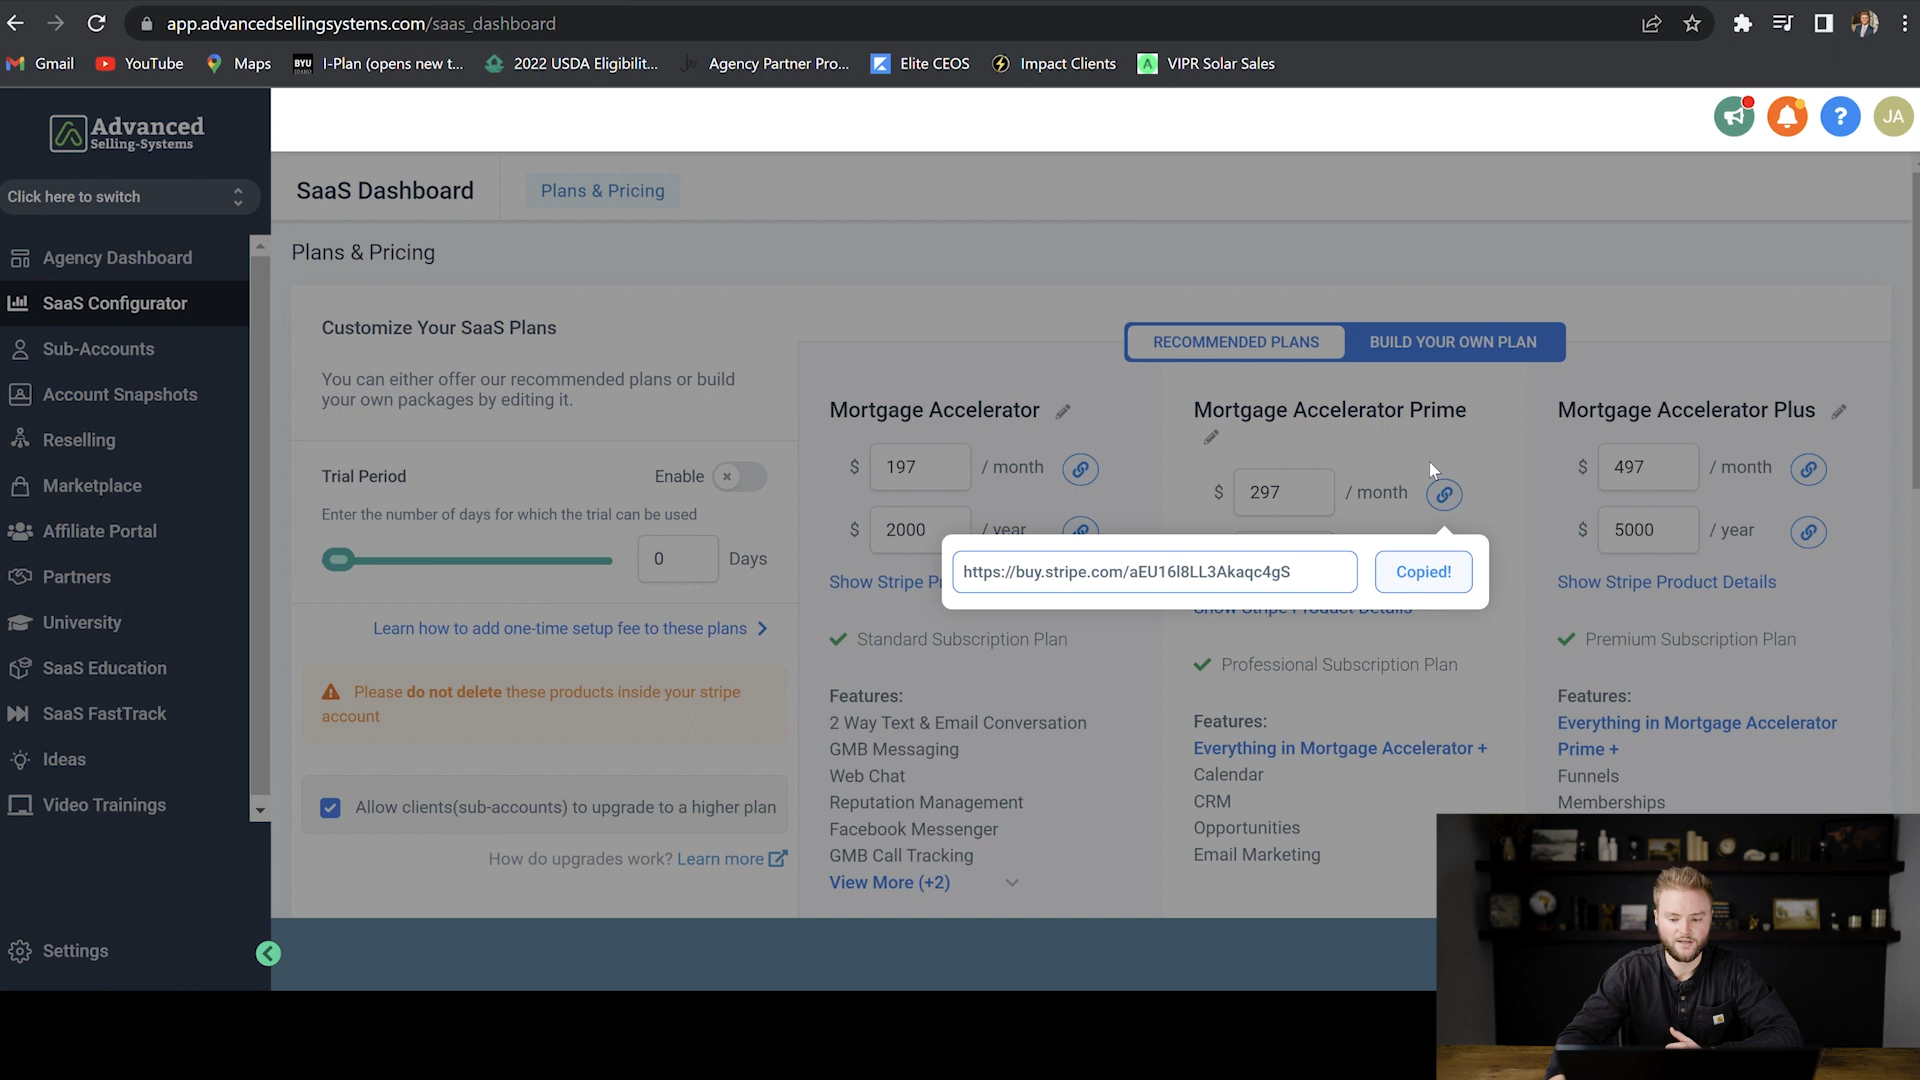 app.advancedsellingsystems.com/saas_dashboard
Gmail
YouTube
Maps
BYU IDAHO
I-Plan (opens new t...
2022 USDA Eligibilit...
Agency Partner Pro...
Elite CEOS
Impact Clients
A
VIPR Solar Sales
Advanced
Selling-Systems
?
JA
Click here to switch
SaaS Dashboard
Plans & Pricing
Agency Dashboard
SaaS Configurator
Sub-Accounts
Account Snapshots
Reselling
Marketplace
Affiliate Portal
Partners
University
SaaS Education
SaaS FastTrack
Ideas
Video Trainings
Settings
Plans & Pricing
Customize Your SaaS Plans
You can either offer our recommended plans or build
your own packages by editing it.
Trial Period
Enable
Enter the number of days for which the trial can be used
0
Days
Learn how to add one-time setup fee to these plans
Please do not delete these products inside your stripe
account
Allow clients(sub-accounts) to upgrade to a higher plan
How do upgrades work? Learn more
RECOMMENDED PLANS
BUILD YOUR OWN PLAN
Mortgage Accelerator
$ 197 / month
$ 2000 / year
Show Stripe Pr
Standard Subscription Plan
Features:
2 Way Text & Email Conversation
GMB Messaging
Web Chat
Reputation Management
Facebook Messenger
GMB Call Tracking
View More (+2)
Mortgage Accelerator Prime
$ 297 / month
https://buy.stripe.com/aEU16I8LL3Akaqc4gS
Copied!
Show Stripe Product Details
Professional Subscription Plan
Features:
Everything in Mortgage Accelerator +
Calendar
CRM
Opportunities
Email Marketing
Mortgage Accelerator Plus
$ 497 / month
$ 5000 / year
Show Stripe Product Details
Premium Subscription Plan
Features:
Everything in Mortgage Accelerator
Prime +
Funnels
Memberships